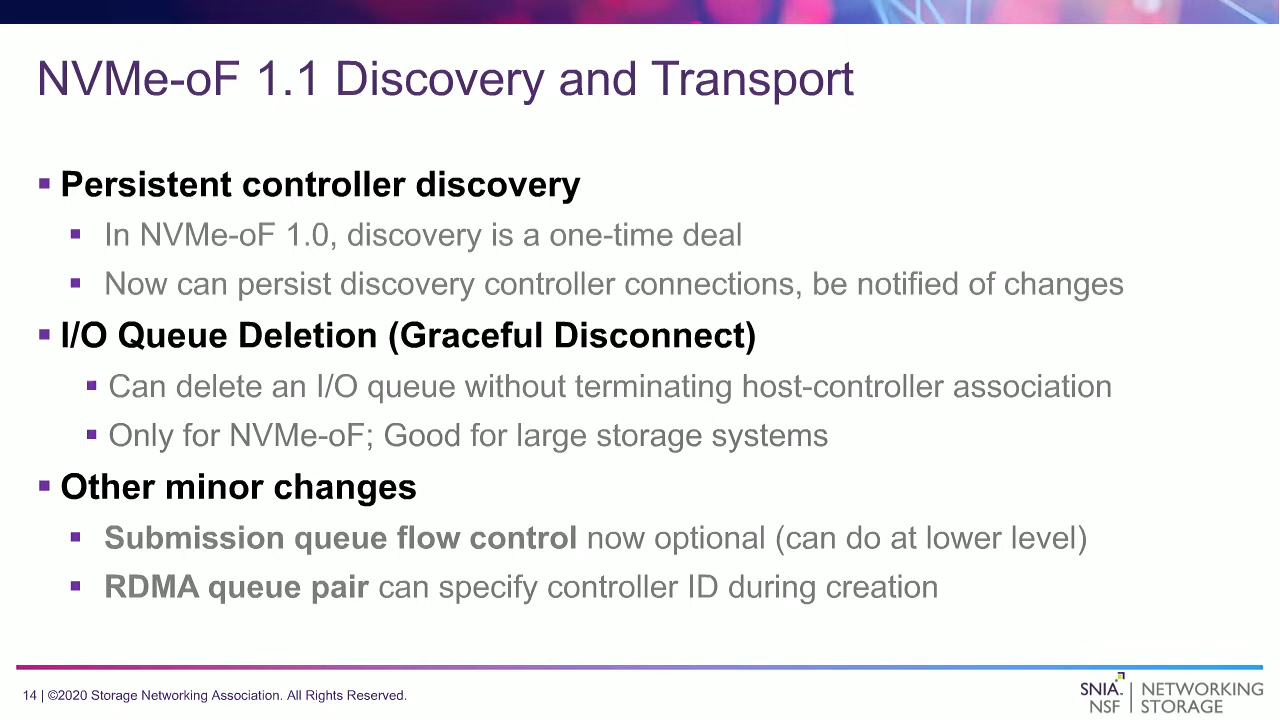 NVMe-oF 1.1 Discovery and Transport
▪ Persistent controller discovery
▪ In NVMe-oF 1.0, discovery is a one-time deal
▪ Now can persist discovery controller connections, be notified of changes
▪ I/O Queue Deletion (Graceful Disconnect)
▪ Can delete an I/O queue without terminating host-controller association
▪ Only for NVMe-oF; Good for large storage systems
▪ Other minor changes
▪ Submission queue flow control now optional (can do at lower level)
▪ RDMA queue pair can specify controller ID during creation
14 | ©2020 Storage Networking Association. All Rights Reserved.
SNIA. | NETWORKING
NSF | STORAGE